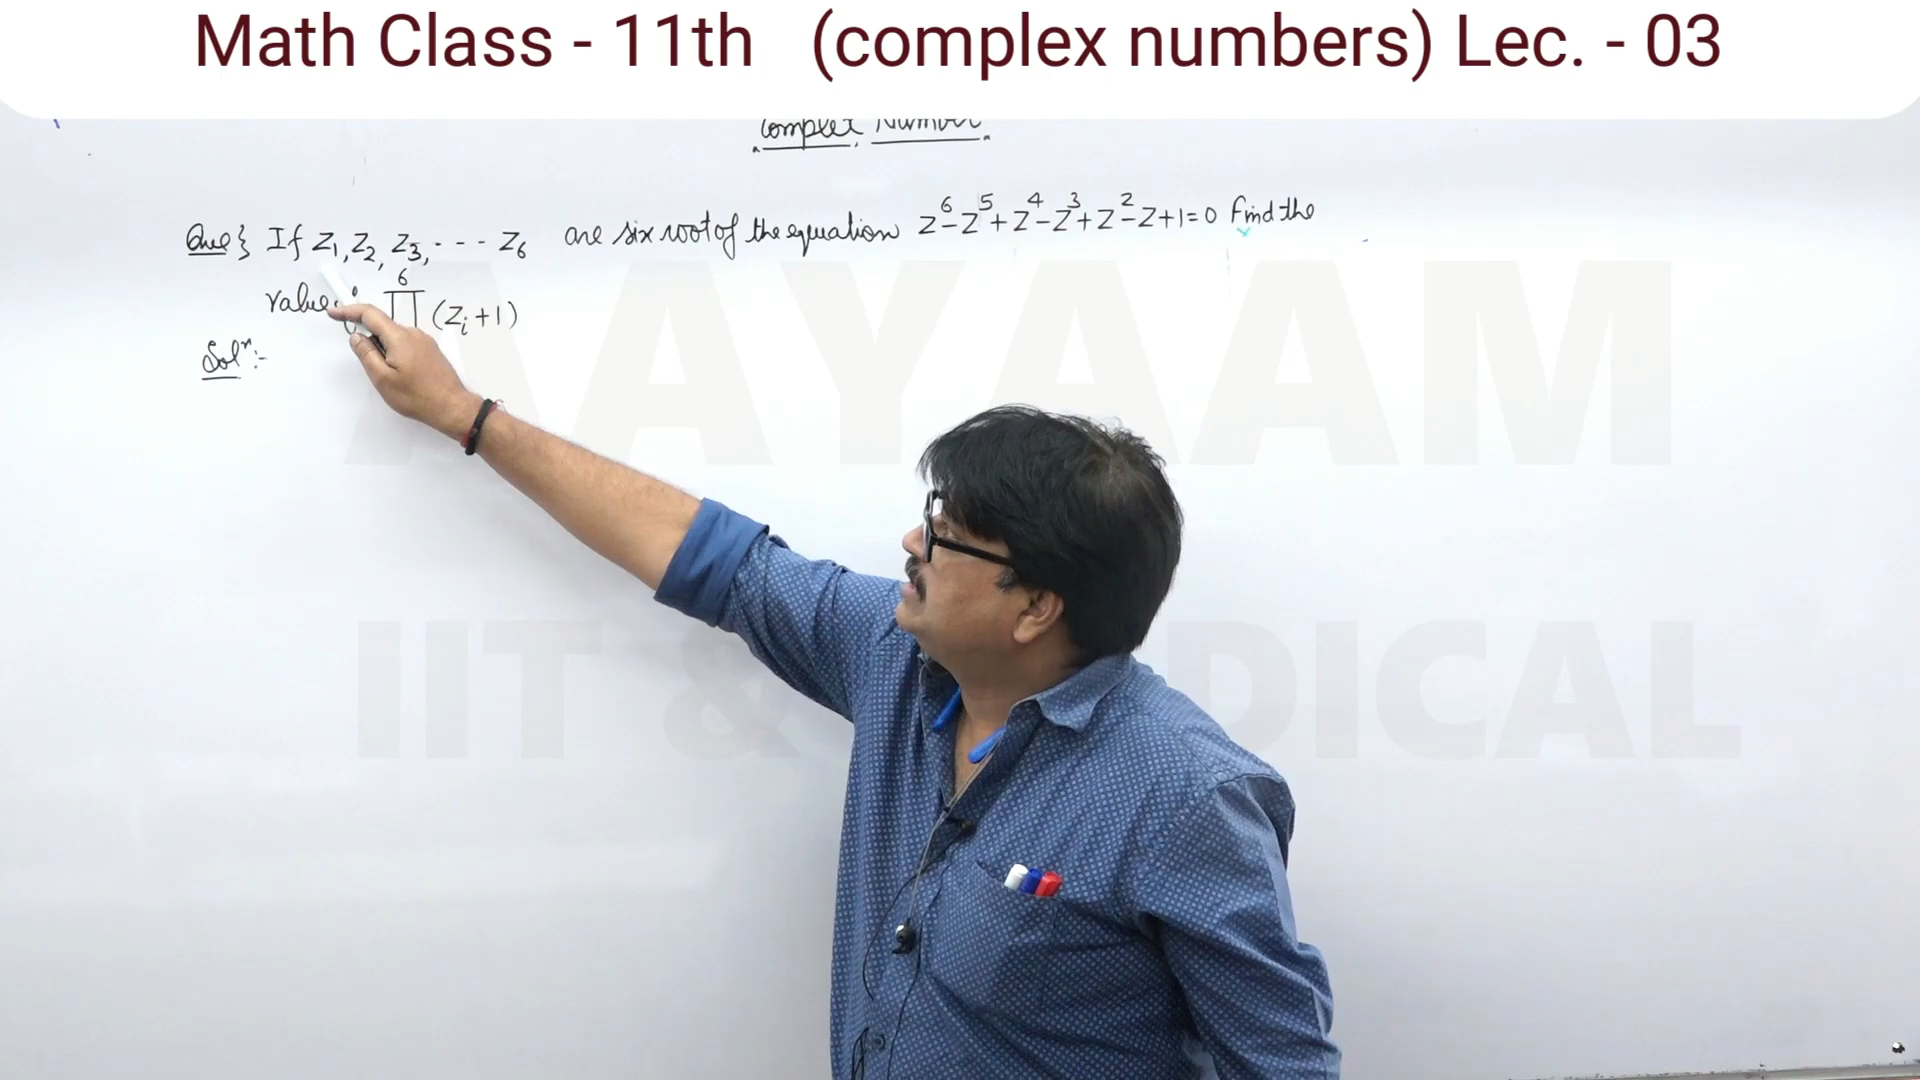 Math Class - 11th (complex numbers) Lec. - 03
Complex Number
Que} If Z₁, Z₂, Z₃, --- Z₆ are six root of the equation Z⁶-Z⁵+Z⁴-Z³+Z²-Z+1=0 Find the
value of ∏⁶ (Zᵢ+1)
Solⁿ:-
AAYAAM
IIT & MEDICAL